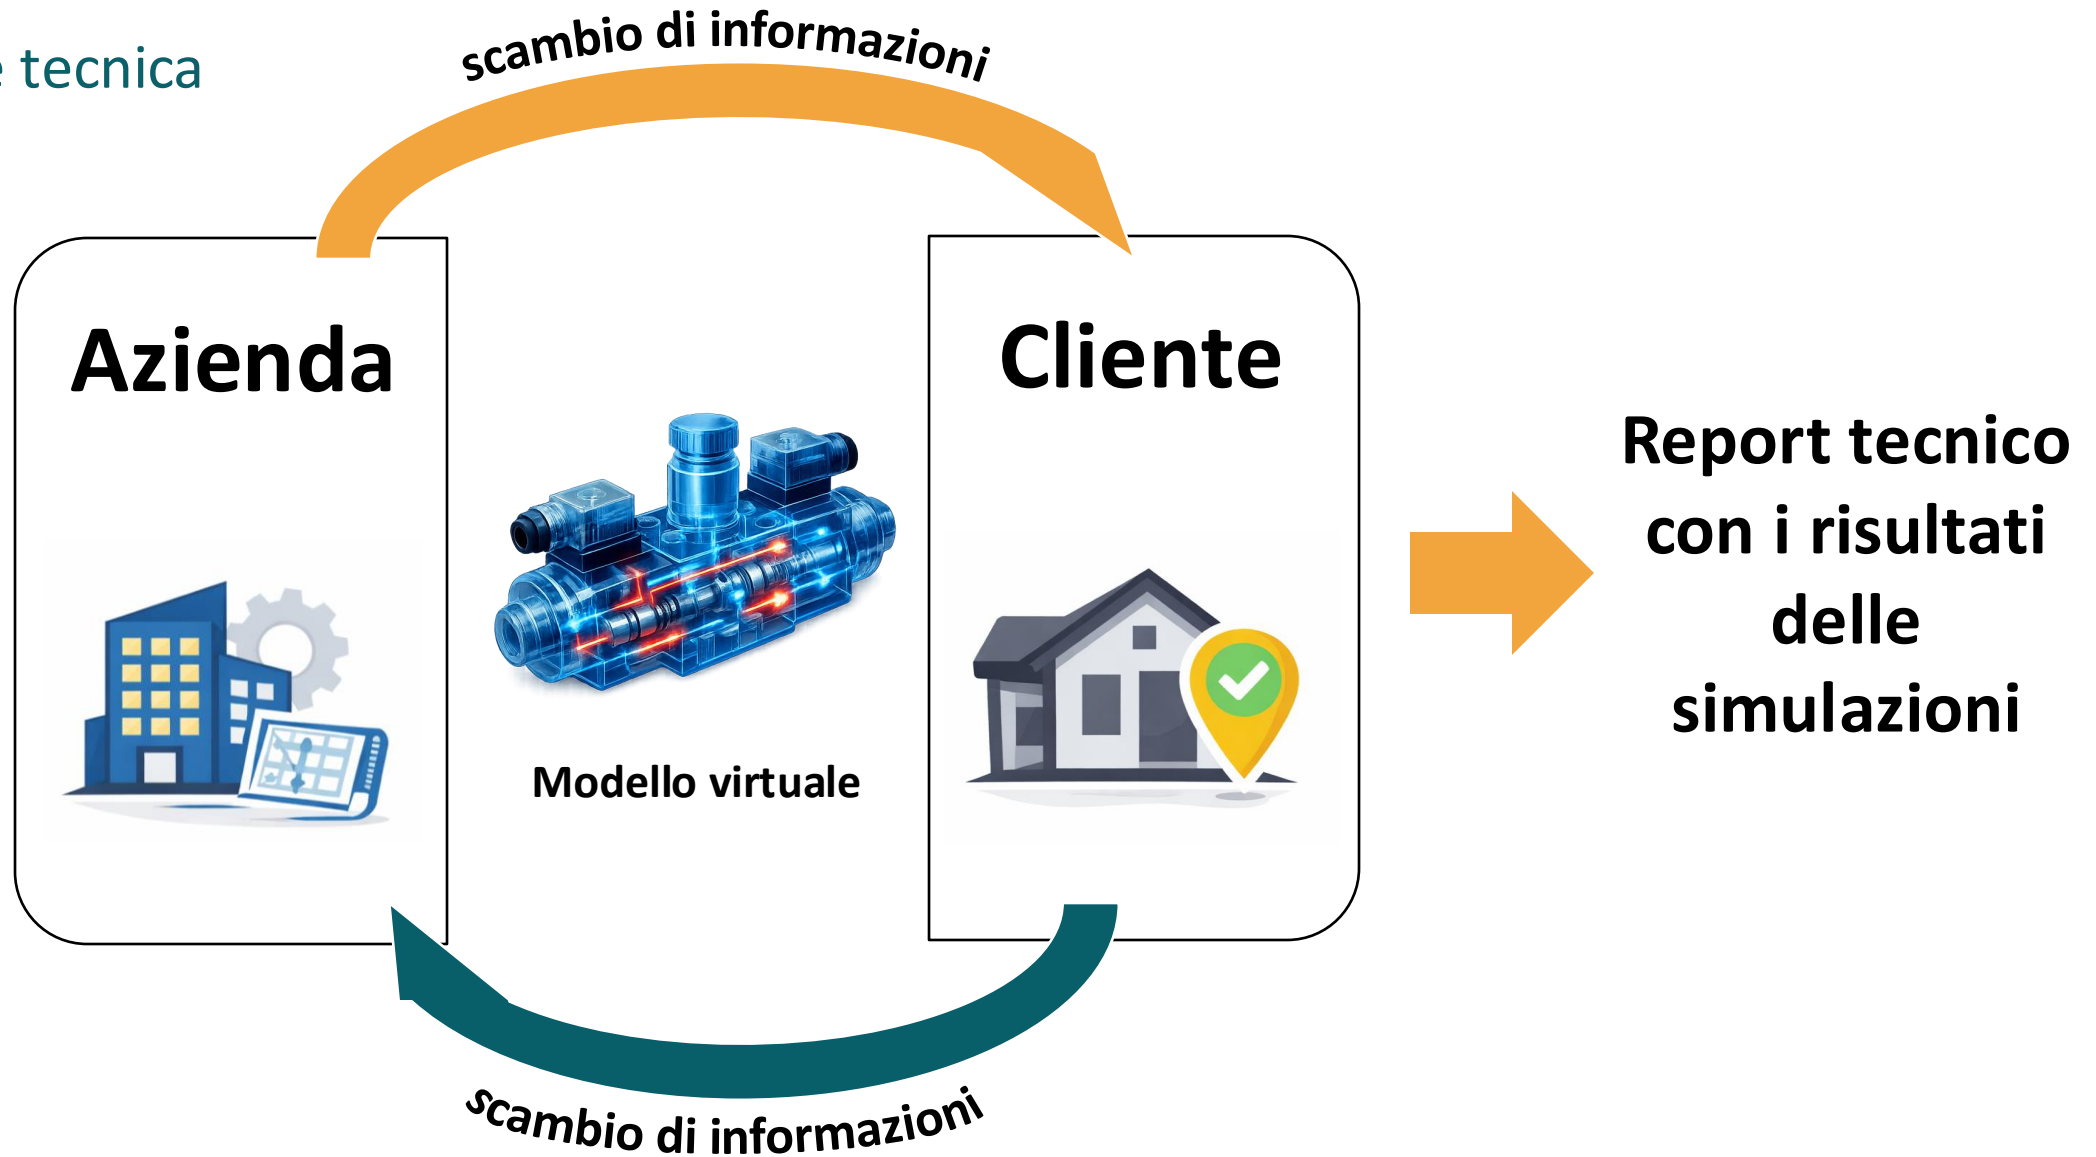 scambio di informazioni
e tecnica
Azienda
Cliente
Modello virtuale
Report tecnico
con i risultati
delle
simulazioni
scambio di informazioni